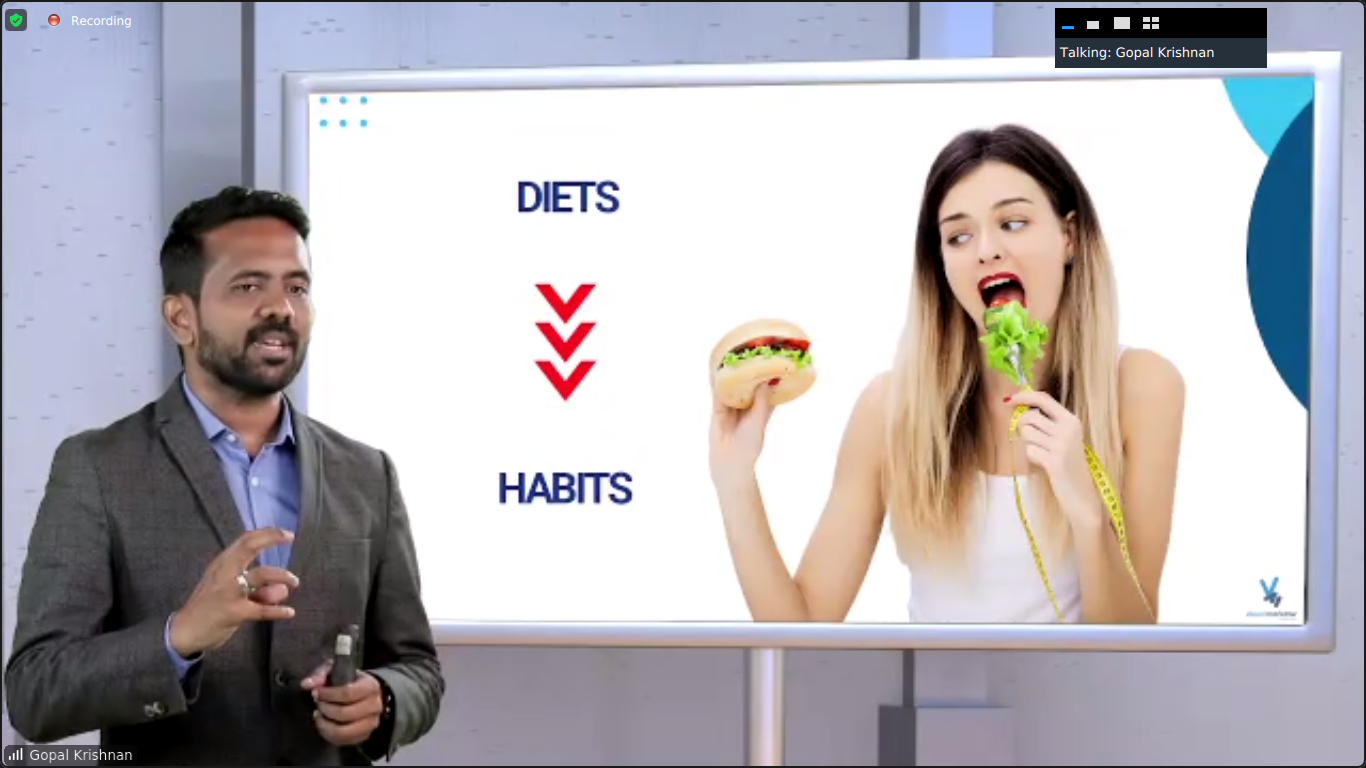 Recording
Talking: Gopal Krishnan
DIETS
HABITS
Gopal Krishnan